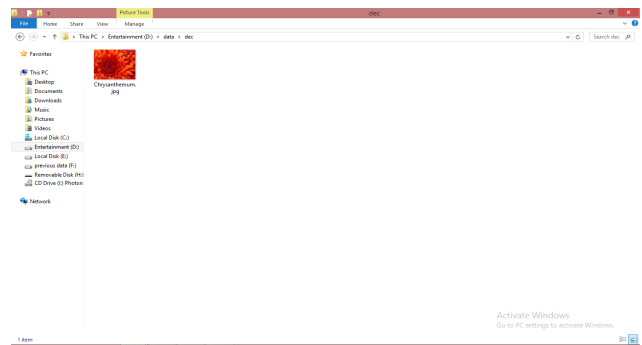 Picture Tools
dec
File Home Share View Manage
This PC Entertainment (D:) data dec
Search dec
Favorites
This PC
Desktop
Documents
Downloads
Music
Pictures
Videos
Local Disk (C:)
Entertainment (D:)
Local Disk (E:)
previous data (F:)
Removable Disk (H:)
CD Drive (I:) Photon
Network
Chrysanthemum.
jpg
Activate Windows
Go to PC settings to activate Windows.
1 item